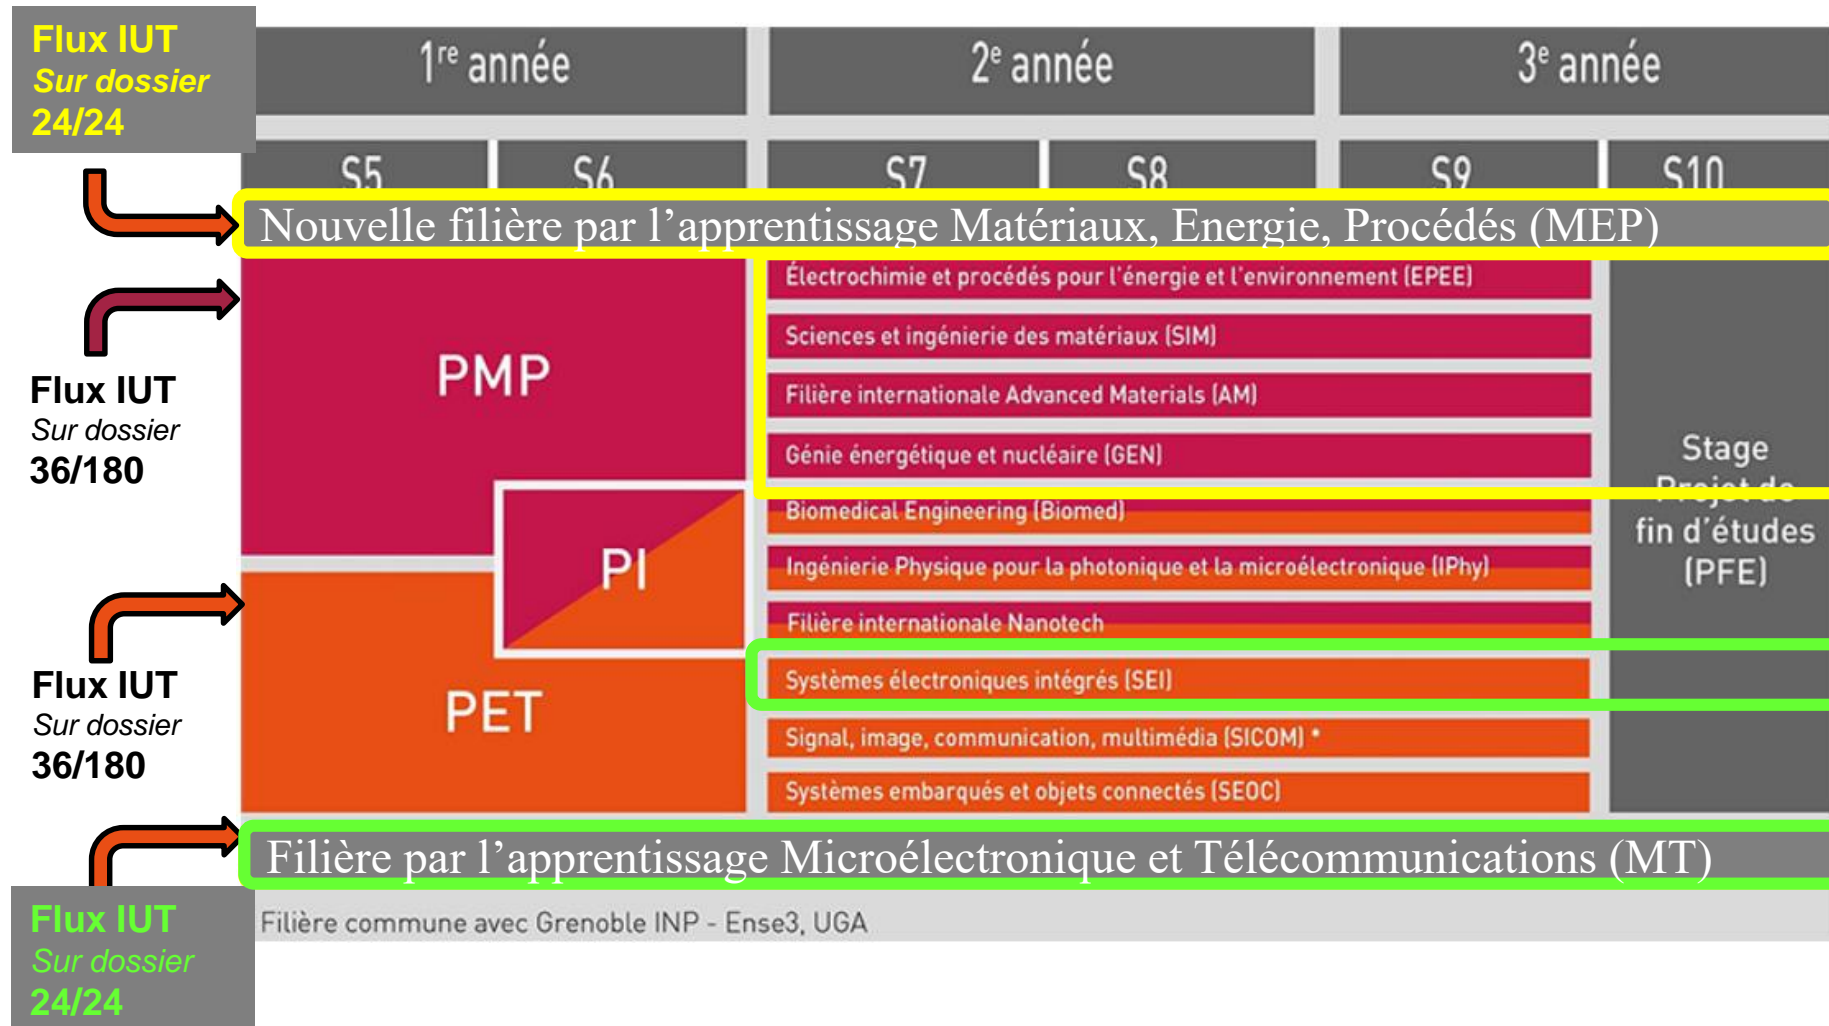 Flux IUT
Sur dossier
24/24
1re année
2e année
3e année
S5
S6
S7
S8
S9
S10
Nouvelle filière par l’apprentissage Matériaux, Energie, Procédés (MEP)
Flux IUT
Sur dossier
36/180
PMP
Électrochimie et procédés pour l'énergie et l'environnement (EPEE)
Sciences et ingénierie des matériaux (SIM)
Filière internationale Advanced Materials (AM)
Génie énergétique et nucléaire (GEN)
Biomedical Engineering (Biomed)
Ingénierie Physique pour la photonique et la microélectronique (IPhy)
Filière internationale Nanotech
Systèmes électroniques intégrés (SEI)
Signal, image, communication, multimédia (SICOM) *
Systèmes embarqués et objets connectés (SEOC)
Stage
Projet de
fin d'études
(PFE)
PI
Flux IUT
Sur dossier
36/180
PET
Filière par l’apprentissage Microélectronique et Télécommunications (MT)
Flux IUT
Sur dossier
24/24
Filière commune avec Grenoble INP - Ense3, UGA